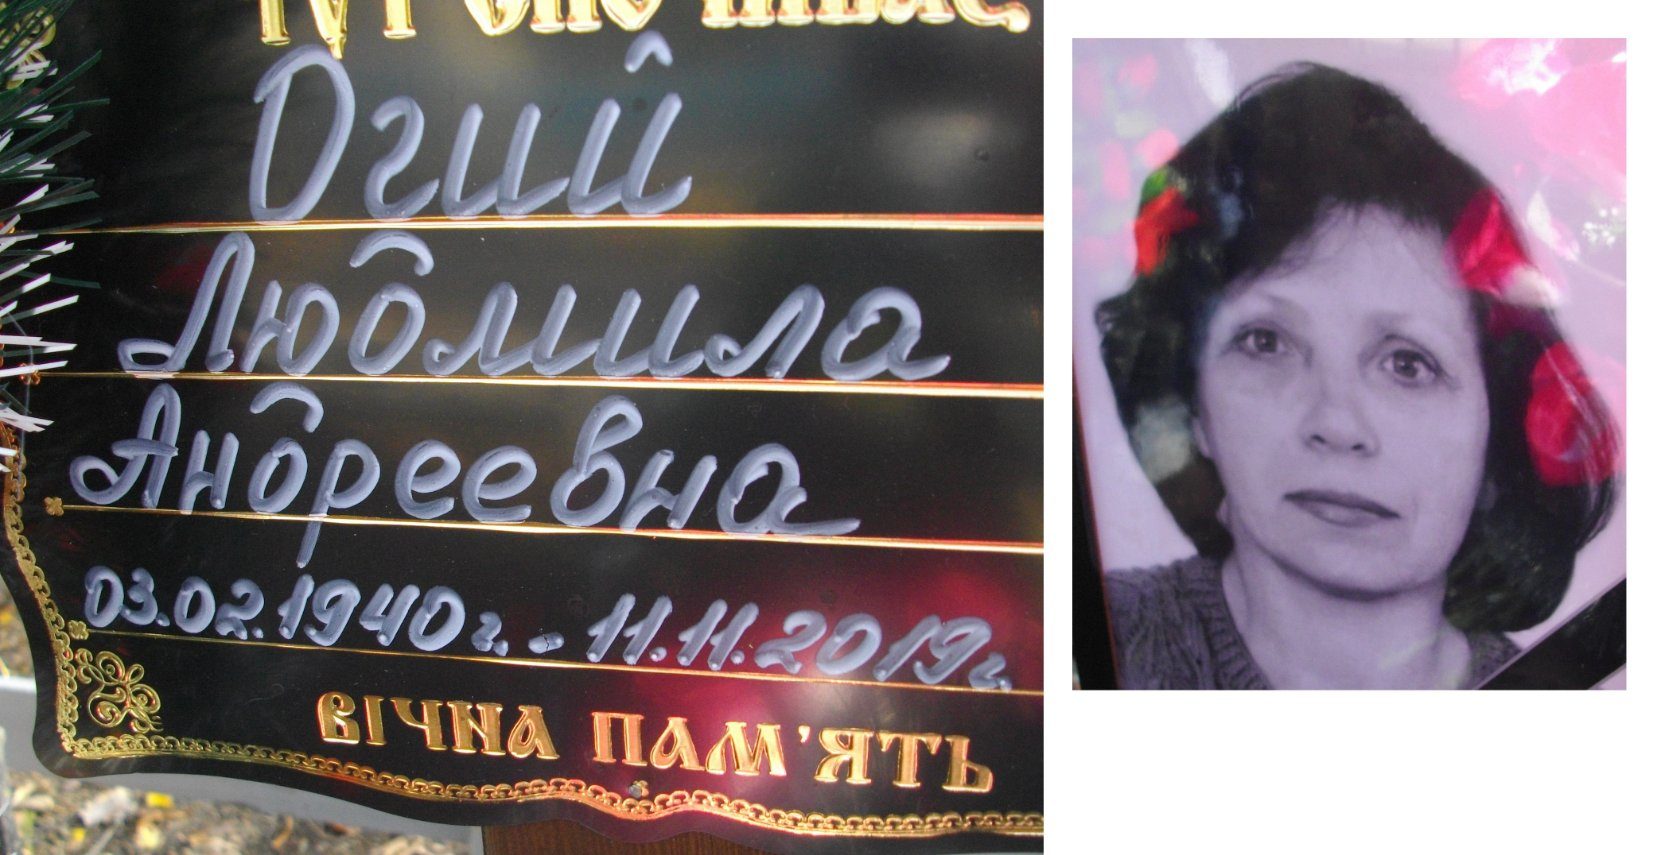 Огий
Людмила
Андреевна
03.02.1940г. - 11.11.2019г.
ВІЧНА ПАМ'ЯТЬ